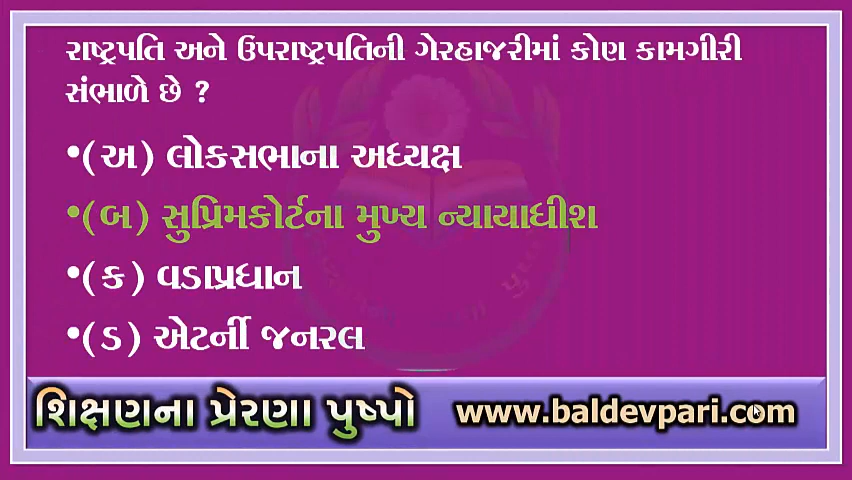 રાષ્ટ્રપતિ અને ઉપરાષ્ટ્રપતિની ગેરહાજરીમાં કોણ કામગીરી
સંભાળે છે ?
•(અ) લોકસભાના અધ્યક્ષ
•(બ) સુપ્રિમકોર્ટના મુખ્ય ન્યાયાધીશ
•(ક) વડાપ્રધાન
•(ડ) એટર્ની જનરલ
શિક્ષણના પ્રેરણા પુષ્પો www.baldevpari.com